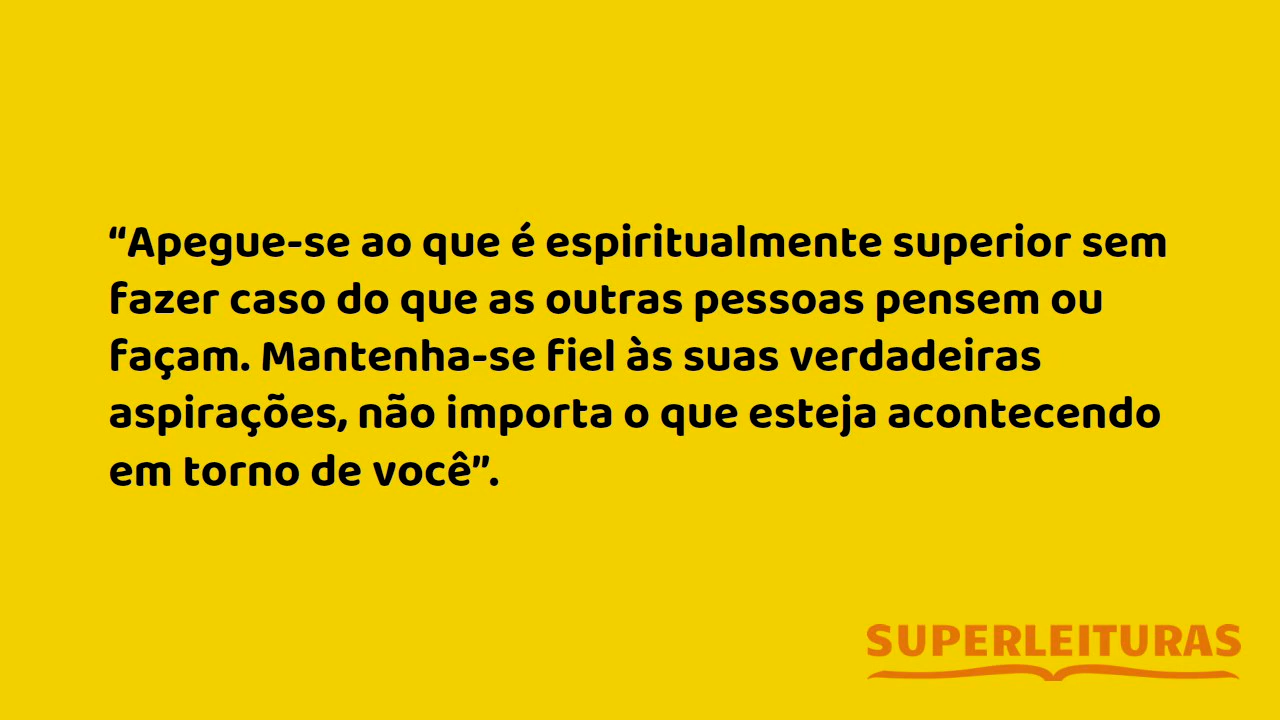 “Apegue-se ao que é espiritualmente superior sem
fazer caso do que as outras pessoas pensem ou
façam. Mantenha-se fiel às suas verdadeiras
aspirações, não importa o que esteja acontecendo
em torno de você”.
SUPERLEITURAS